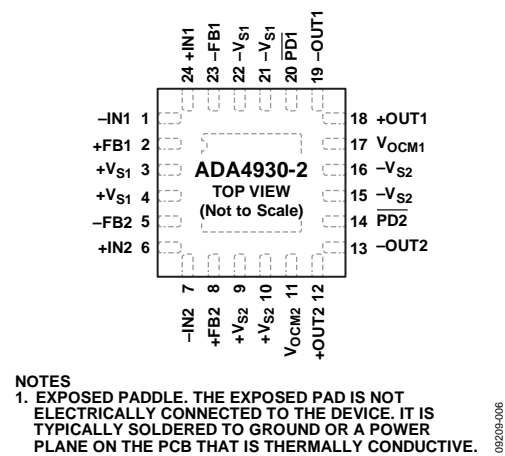 24 +IN1
23 –FB1
22 –VS1
21 –VS1
20 PD1
19 –OUT1
–IN1 1
+FB1 2
+VS1 3
+VS1 4
–FB2 5
+IN2 6
ADA4930-2
TOP VIEW
(Not to Scale)
18 +OUT1
17 VOCM1
16 –VS2
15 –VS2
14 PD2
13 –OUT2
–IN2 7
+FB2 8
+VS2 9
+VS2 10
VOCM2 11
+OUT2 12
NOTES
1. EXPOSED PADDLE. THE EXPOSED PAD IS NOT
ELECTRICALLY CONNECTED TO THE DEVICE. IT IS
TYPICALLY SOLDERED TO GROUND OR A POWER
PLANE ON THE PCB THAT IS THERMALLY CONDUCTIVE.
09209-006